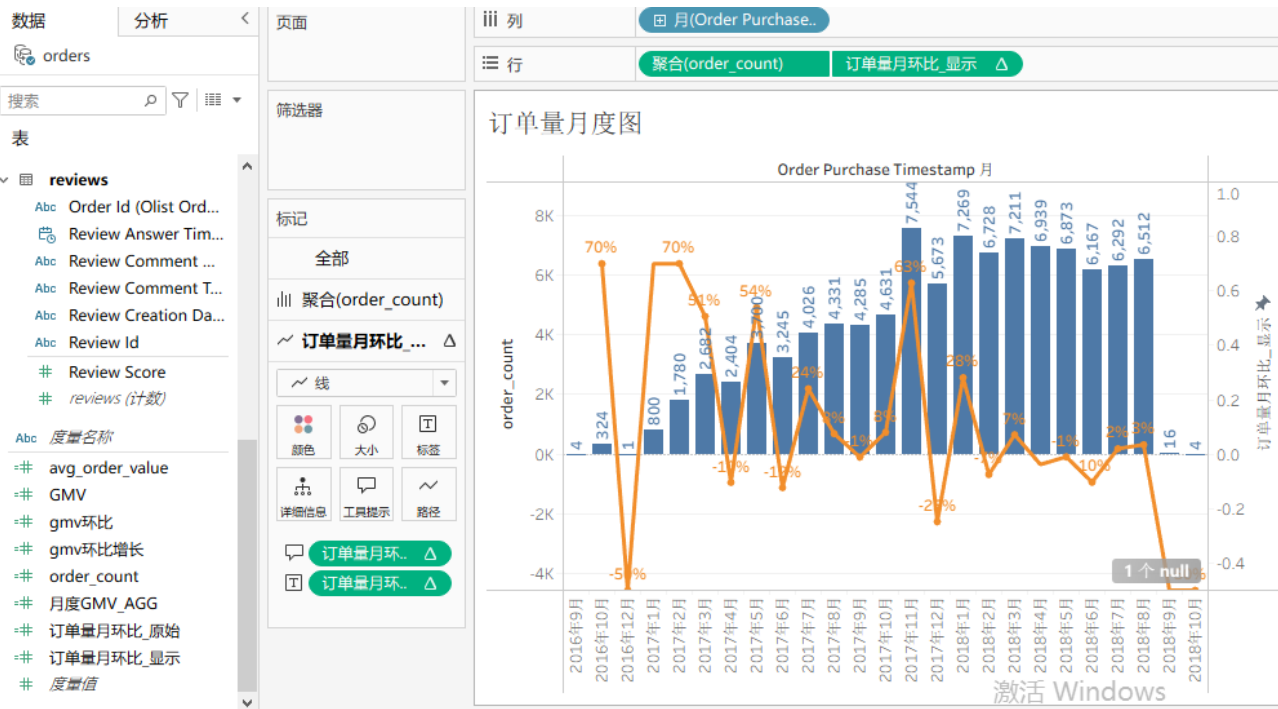 数据
分析
orders
搜索
表
reviews
Abc Order Id (Olist Ord...
Review Answer Tim...
Abc Review Comment ...
Abc Review Comment T...
Abc Review Creation Da...
Abc Review Id
Review Score
reviews (计数)
Abc 度量名称
avg_order_value
GMV
gmv环比
gmv环比增长
order_count
月度GMV_AGG
订单量月环比_原始
订单量月环比_显示
度量值
页面
筛选器
标记
全部
聚合(order_count)
订单量月环比_... Δ
线
颜色
大小
标签
详细信息
工具提示
路径
订单量月环.. Δ
订单量月环.. Δ
列
月(Order Purchase..
行
聚合(order_count)
订单量月环比_显示 Δ
订单量月度图
Order Purchase Timestamp 月
order_count
8K
6K
4K
2K
0K
-2K
-4K
4
324
1
800
1,780
2,682
2,404
3,700
3,245
4,026
4,331
4,285
4,631
7,544
5,673
7,269
6,728
7,211
6,939
6,873
6,167
6,292
6,512
16
4
70%
70%
51%
54%
24%
8%
-1%
8%
63%
28%
7%
-1%
2%
3%
1.0
0.8
0.6
0.4
0.2
0.0
-0.2
-0.4
订单量月环比_显示
1 个 null
2016年9月
2016年10月
2016年12月
2017年1月
2017年2月
2017年3月
2017年4月
2017年5月
2017年6月
2017年7月
2017年8月
2017年9月
2017年10月
2017年11月
2017年12月
2018年1月
2018年2月
2018年3月
2018年4月
2018年5月
2018年6月
2018年7月
2018年8月
2018年9月
2018年10月
激活 Windows